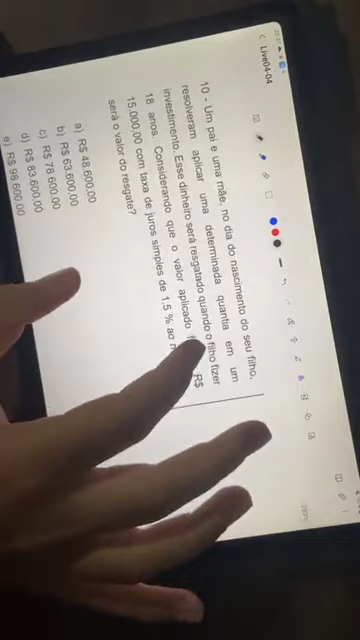 Live04-04
10 - Um pai e uma mãe, no dia do nascimento do seu filho,
resolveram aplicar uma determinada quantia em um
investimento. Esse dinheiro será resgatado quando o filho fizer
18 anos. Considerando que o valor aplicado R$
15.000,00 com taxa de juros simples de 1,5 % ao
será o valor do resgate?
a) R$ 48.600,00
b) R$ 63.600,00
c) R$ 78.600,00
d) R$ 83.600,00
e) R$ 98.600,00